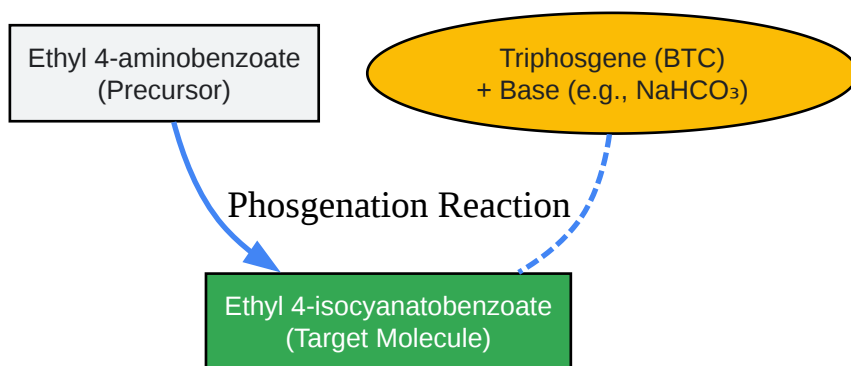 Ethyl 4-aminobenzoate
(Precursor)
Triphosgene (BTC)
+ Base (e.g., NaHCO₃)
Phosgenation Reaction
Ethyl 4-isocyanatobenzoate
(Target Molecule)